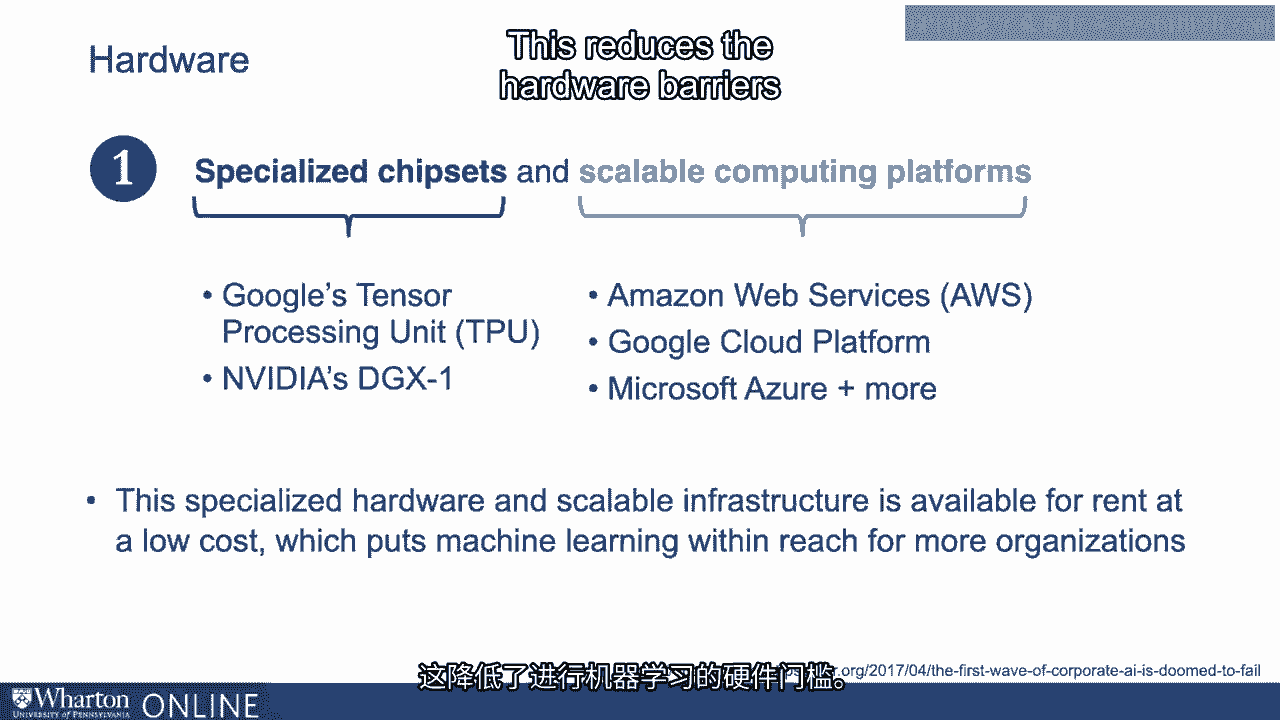 Hardware
This reduces the
hardware barriers
1
Specialized chipsets and scalable computing platforms
• Google's Tensor
Processing Unit (TPU)
• NVIDIA's DGX-1
• Amazon Web Services (AWS)
• Google Cloud Platform
• Microsoft Azure + more
• This specialized hardware and scalable infrastructure is available for rent at
a low cost, which puts machine learning within reach for more organizations
.org/2017/04/the-first-wave-of-corporate-ai-is-doomed-to-fail
这降低了进行机器学习的硬件门槛。
Wharton
UNIVERSITY of PENNSYLVANIA
ONLINE